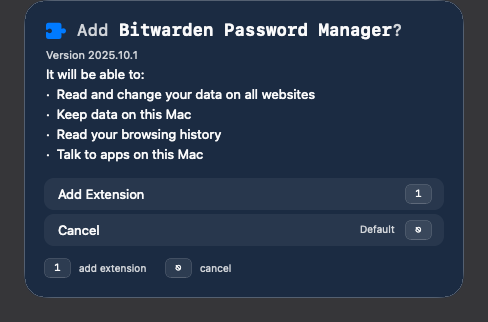 Add Bitwarden Password Manager?
Version 2025.10.1
It will be able to:
· Read and change your data on all websites
· Keep data on this Mac
· Read your browsing history
· Talk to apps on this Mac
Add Extension 1
Cancel Default 0
1 add extension 0 cancel